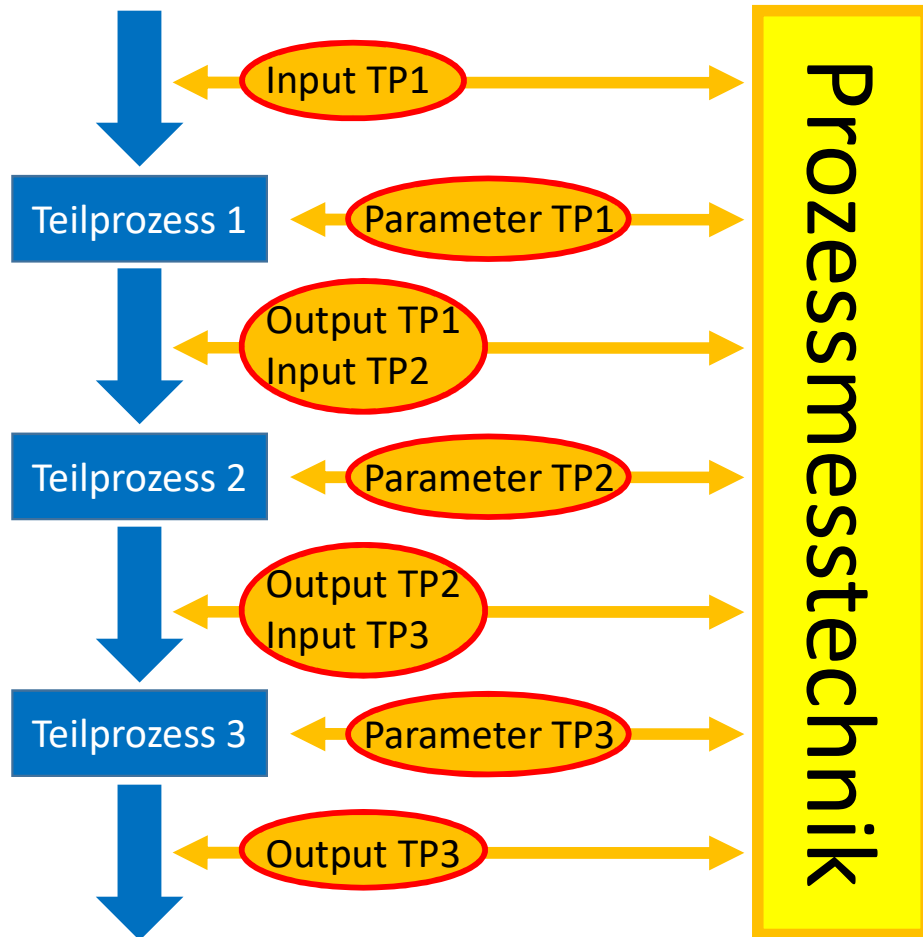 Input TP1
Teilprozess 1
Parameter TP1
Output TP1
Input TP2
Teilprozess 2
Parameter TP2
Output TP2
Input TP3
Teilprozess 3
Parameter TP3
Output TP3
Prozessmesstechnik